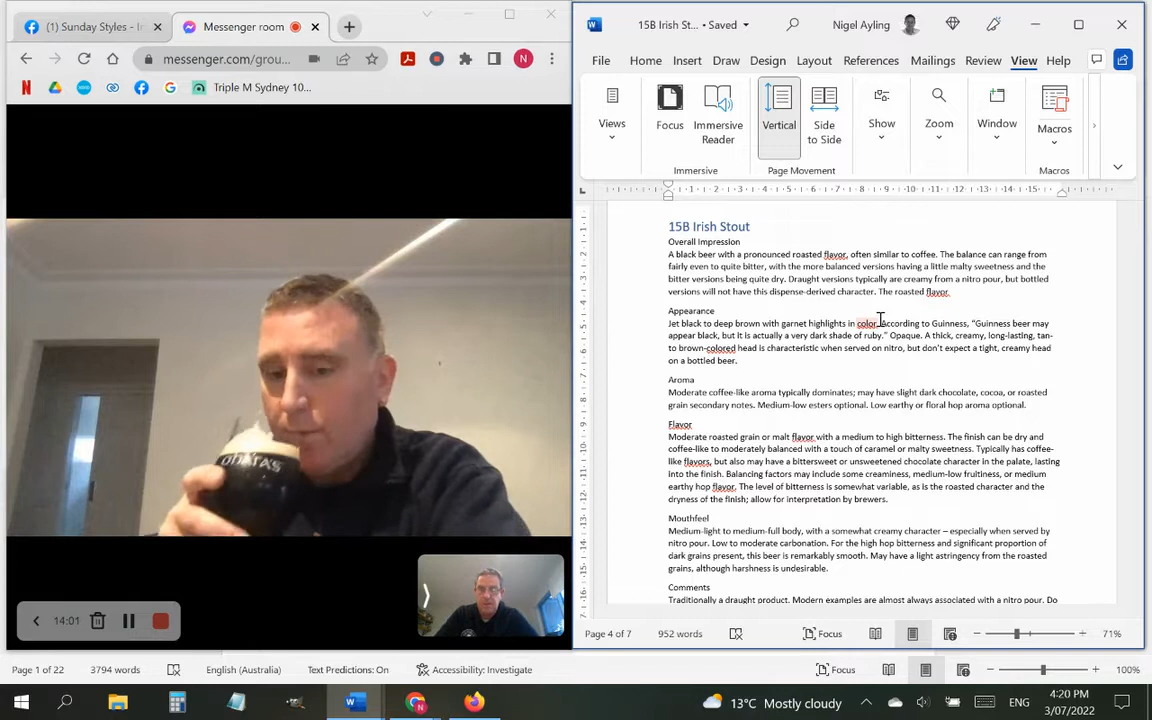 (1) Sunday Styles - I
Messenger room
messenger.com/grou...
N
Triple M Sydney 10...
15B Irish St... • Saved
Nigel Ayling
File Home Insert Draw Design Layout References Mailings Review View Help
Views
Focus
Immersive
Reader
Vertical
Side
to Side
Show
Zoom
Window
Macros
Immersive
Page Movement
Macros
1 2 3 4 5 6 7 8 9 10 11 12 13 14 15
15B Irish Stout
Overall Impression
A black beer with a pronounced roasted flavor, often similar to coffee. The balance can range from
fairly even to quite bitter, with the more balanced versions having a little malty sweetness and the
bitter versions being quite dry. Draught versions typically are creamy from a nitro pour, but bottled
versions will not have this dispense-derived character. The roasted flavor.
Appearance
Jet black to deep brown with garnet highlights in color. According to Guinness, “Guinness beer may
appear black, but it is actually a very dark shade of ruby.” Opaque. A thick, creamy, long-lasting, tan-
to brown-colored head is characteristic when served on nitro, but don’t expect a tight, creamy head
on a bottled beer.
Aroma
Moderate coffee-like aroma typically dominates; may have slight dark chocolate, cocoa, or roasted
grain secondary notes. Medium-low esters optional. Low earthy or floral hop aroma optional.
Flavor
Moderate roasted grain or malt flavor with a medium to high bitterness. The finish can be dry and
coffee-like to moderately balanced with a touch of caramel or malty sweetness. Typically has coffee-
like flavors, but also may have a bittersweet or unsweetened chocolate character in the palate, lasting
into the finish. Balancing factors may include some creaminess, medium-low fruitiness, or medium
earthy hop flavor. The level of bitterness is somewhat variable, as is the roasted character and the
dryness of the finish; allow for interpretation by brewers.
Mouthfeel
Medium-light to medium-full body, with a somewhat creamy character – especially when served by
nitro pour. Low to moderate carbonation. For the high hop bitterness and significant proportion of
dark grains present, this beer is remarkably smooth. May have a light astringency from the roasted
grains, although harshness is undesirable.
Comments
Traditionally a draught product. Modern examples are almost always associated with a nitro pour. Do
OHARA'S
14:01
Page 4 of 7
952 words
Focus
71%
Page 1 of 22
3794 words
English (Australia)
Text Predictions: On
Accessibility: Investigate
Focus
100%
13°C Mostly cloudy
ENG
4:20 PM
3/07/2022